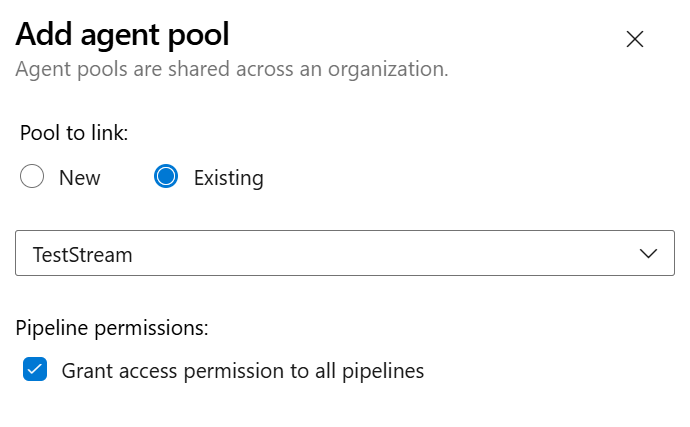 Add agent pool
Agent pools are shared across an organization.
Pool to link:
New Existing
TestStream
Pipeline permissions:
Grant access permission to all pipelines